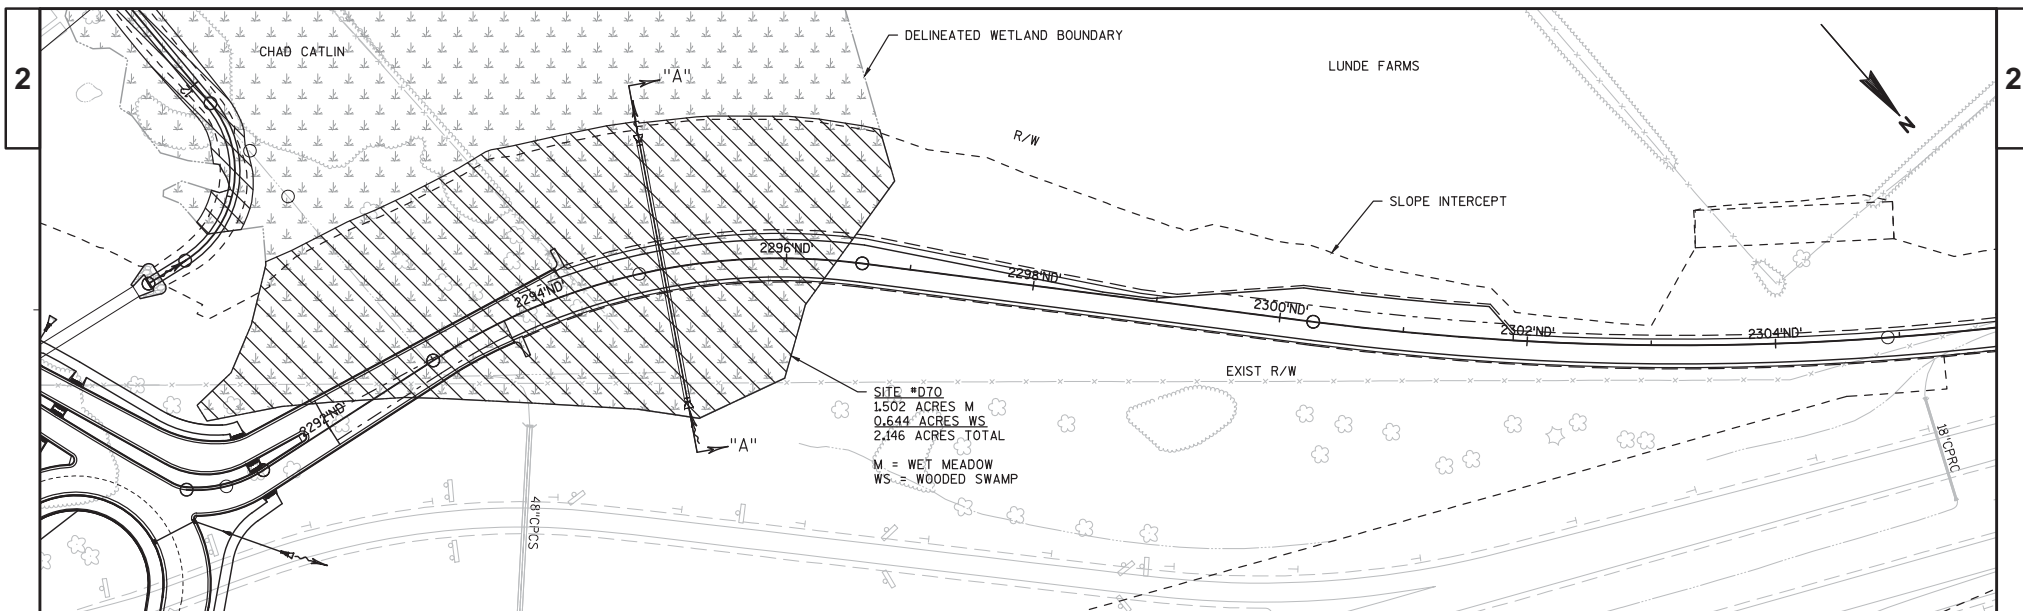 2
2
CHAD CATLIN
"A"
DELINEATED WETLAND BOUNDARY
LUNDE FARMS
N
R/W
SLOPE INTERCEPT
2296'ND'
2298'ND'
2294'ND'
2300'ND'
2302'ND'
2304'ND'
EXIST R/W
SITE #D70
1.502 ACRES M
0.644 ACRES WS
2.146 ACRES TOTAL
M = WET MEADOW
WS = WOODED SWAMP
2292'ND'
"A"
48"CPCS
18"CPRC